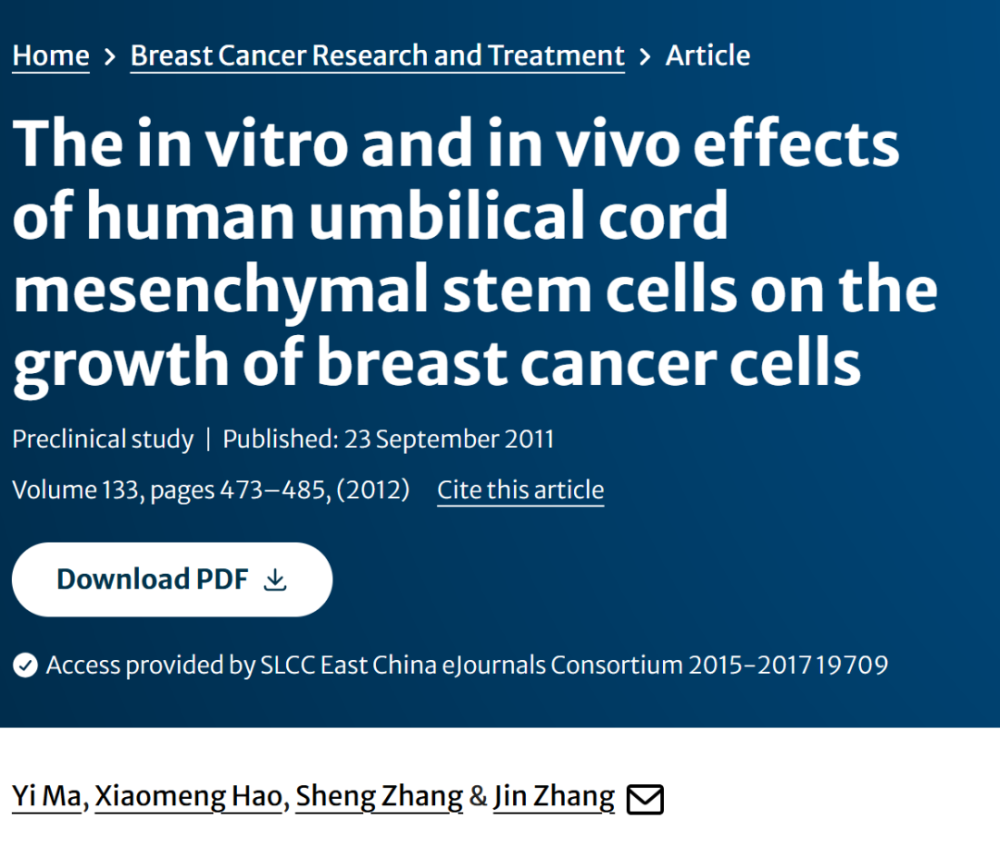 Home > Breast Cancer Research and Treatment > Article
The in vitro and in vivo effects
of human umbilical cord
mesenchymal stem cells on the
growth of breast cancer cells
Preclinical study | Published: 23 September 2011
Volume 133, pages 473–485, (2012) Cite this article
Download PDF
Access provided by SLCC East China eJournals Consortium 2015-2017 19709
Yi Ma, Xiaomeng Hao, Sheng Zhang & Jin Zhang